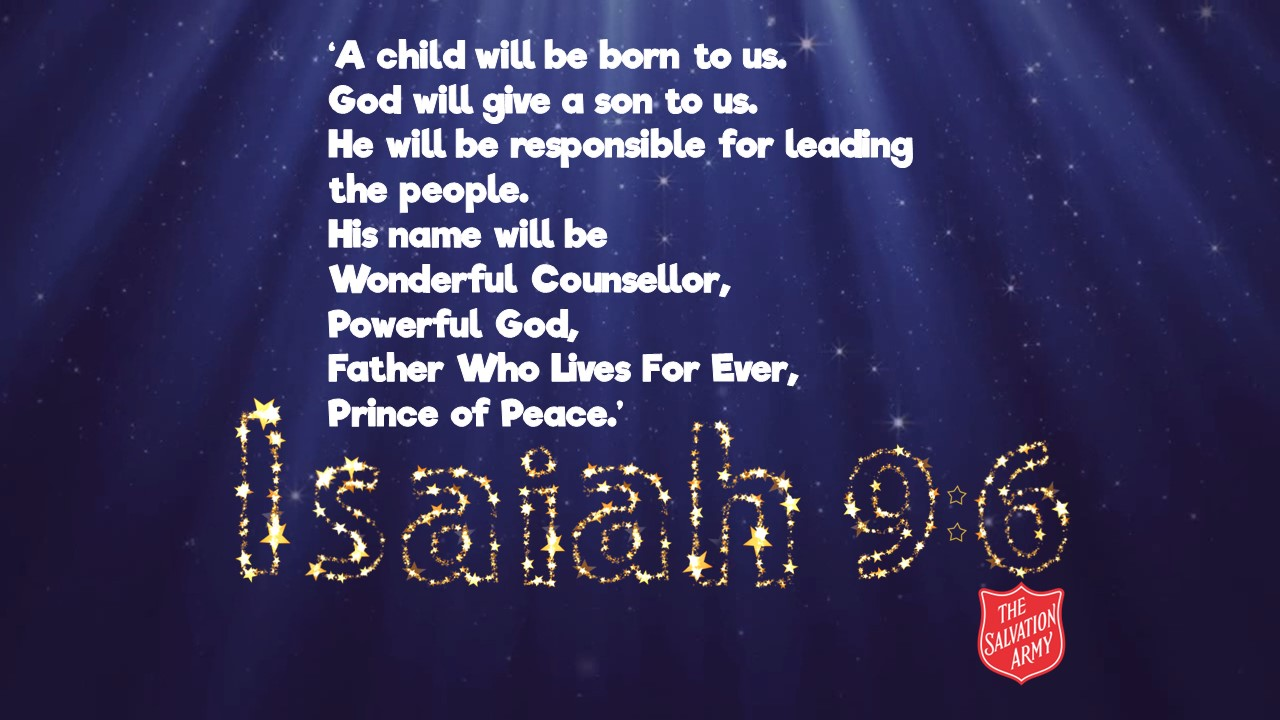 ‘A child will be born to us.
God will give a son to us.
He will be responsible for leading
the people.
His name will be
Wonderful Counsellor,
Powerful God,
Father Who Lives For Ever,
Prince of Peace.’
Isaiah 9:6
THE
SALVATION
ARMY